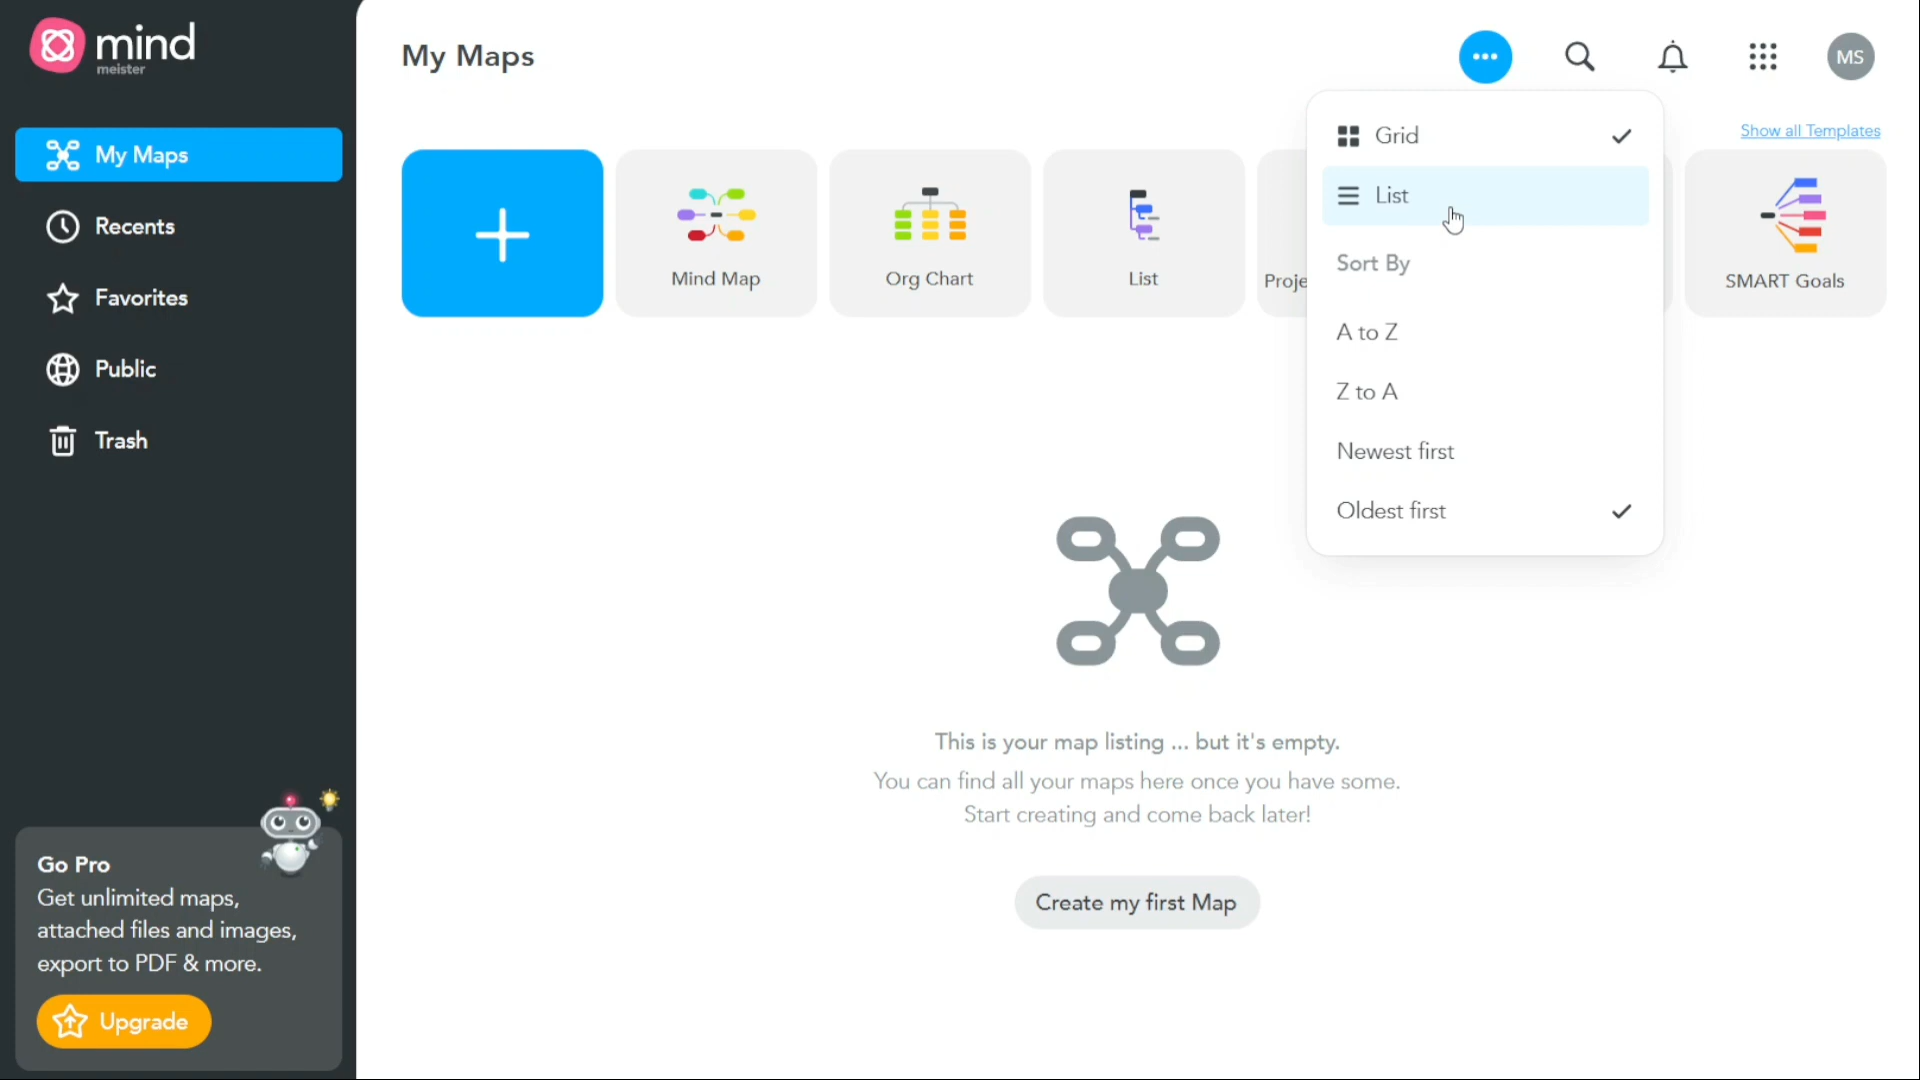 mind
meister
My Maps
Recents
Favorites
Public
Trash
Go Pro
Get unlimited maps,
attached files and images,
export to PDF & more.
Upgrade
My Maps
MS
Show all Templates
Mind Map
Org Chart
List
Proje
SMART Goals
Grid
List
Sort By
A to Z
Z to A
Newest first
Oldest first
This is your map listing ... but it's empty.
You can find all your maps here once you have some.
Start creating and come back later!
Create my first Map